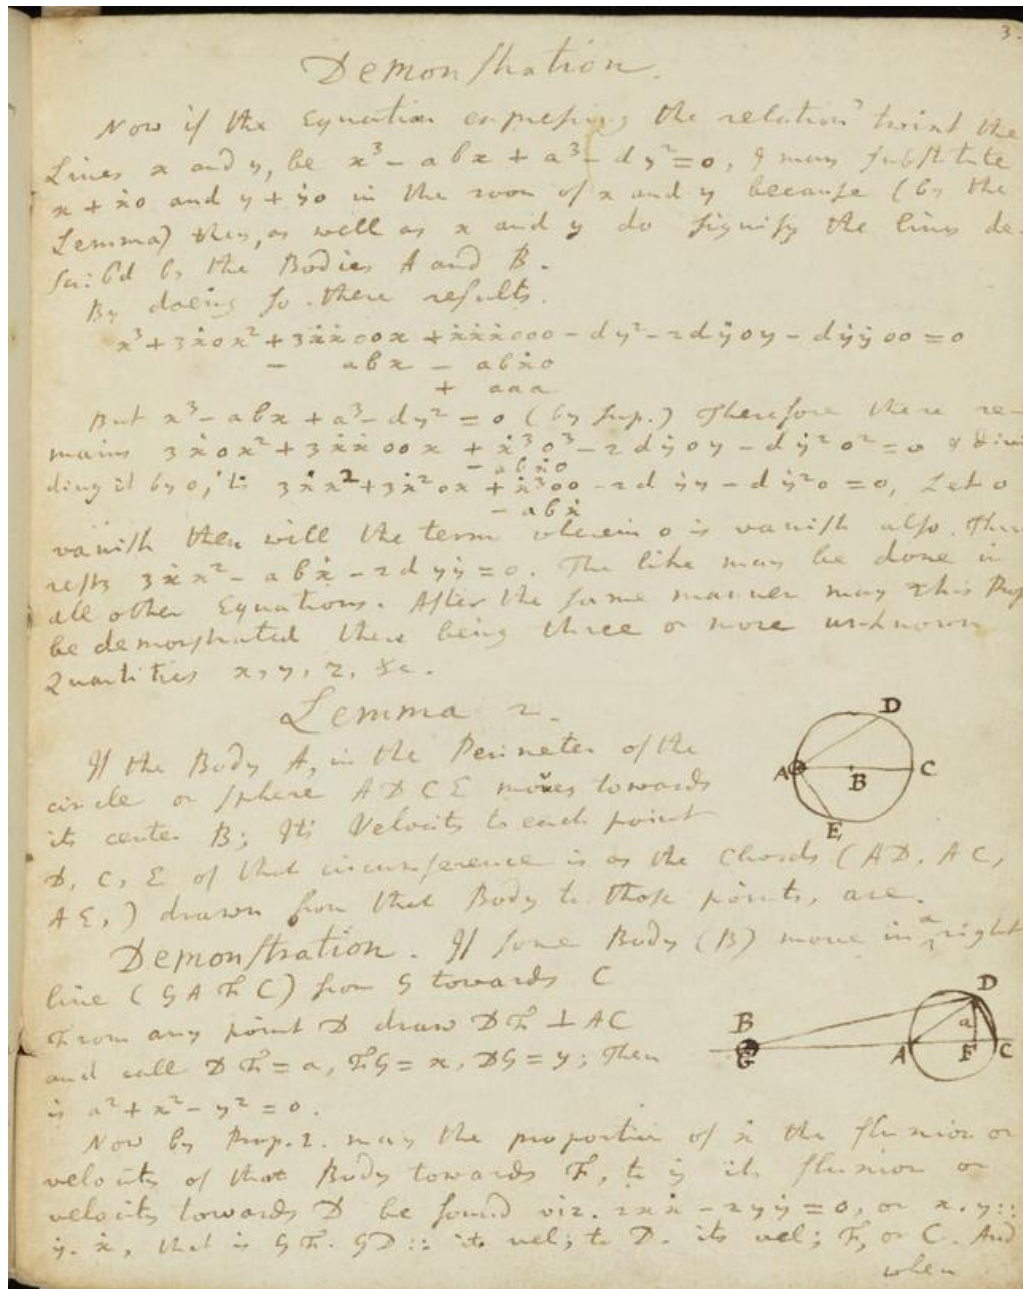 3.
Demonstration.
Now if the Equation expressing the relation twixt the
Lines x and y, be x³ - abx + a³ - dy² = 0, I may substitute
x + ẋo and y + ẏo in the room of x and y because (by the
Lemma) they, as well as x and y do signify the lines de-
scribd by the Bodies A and B.
By doeing so there results.
x³ + 3ẋox² + 3ẋẋoox + ẋẋẋooo - dy² - 2dẏoy - dẏẏoo = 0
- abx - abẋo
+ aaa
But x³ - abx + a³ - dy² = 0 (by sup.) Therefore there re-
mains 3ẋox² + 3ẋẋoox + ẋ³o³ - 2dẏoy - dẏ²o² = 0 & divi
- abẋo
ding it by o, 'tis 3ẋx² + 3ẋ²ox + ẋ³oo - 2dẏy - dẏ²o = 0, Let o
- abẋ
vanish then will the term wherein o is vanish also. There
rests 3ẋx² - abẋ - 2dyẏ = 0. The like may be done in
all other Equations. After the same manner may this Prop
be demonstrated there being three or more unknown
Quantities x, y, z, &c.
Lemma 2.
If the Body A, in the Perimeter of the
circle or sphere ADCE moves towards
its center B; Its Velocity to each point
D, C, E of that circumference is as the Chords (AD. AC,
AE,) drawn from that Body to those points, are.
D
A B C
E
Demonstration. If some Body (B) move in a right
line (GAFC) from G towards C
From any point D draw DF ⊥ AC
and call DF = a, FG = x, DG = y; Then
is a² + x² - y² = 0.
D
B a
G A F C
Now by Prop. 1. may the proportion of ẋ the fluxion or
velocity of that Body towards F, to ẏ its fluxion or
velocity towards D be found viz. 2xẋ - 2yẏ = 0, or x. y ::
ẏ. ẋ, that is GF. GD :: its vel; to D. its vel; F, or C. And
when